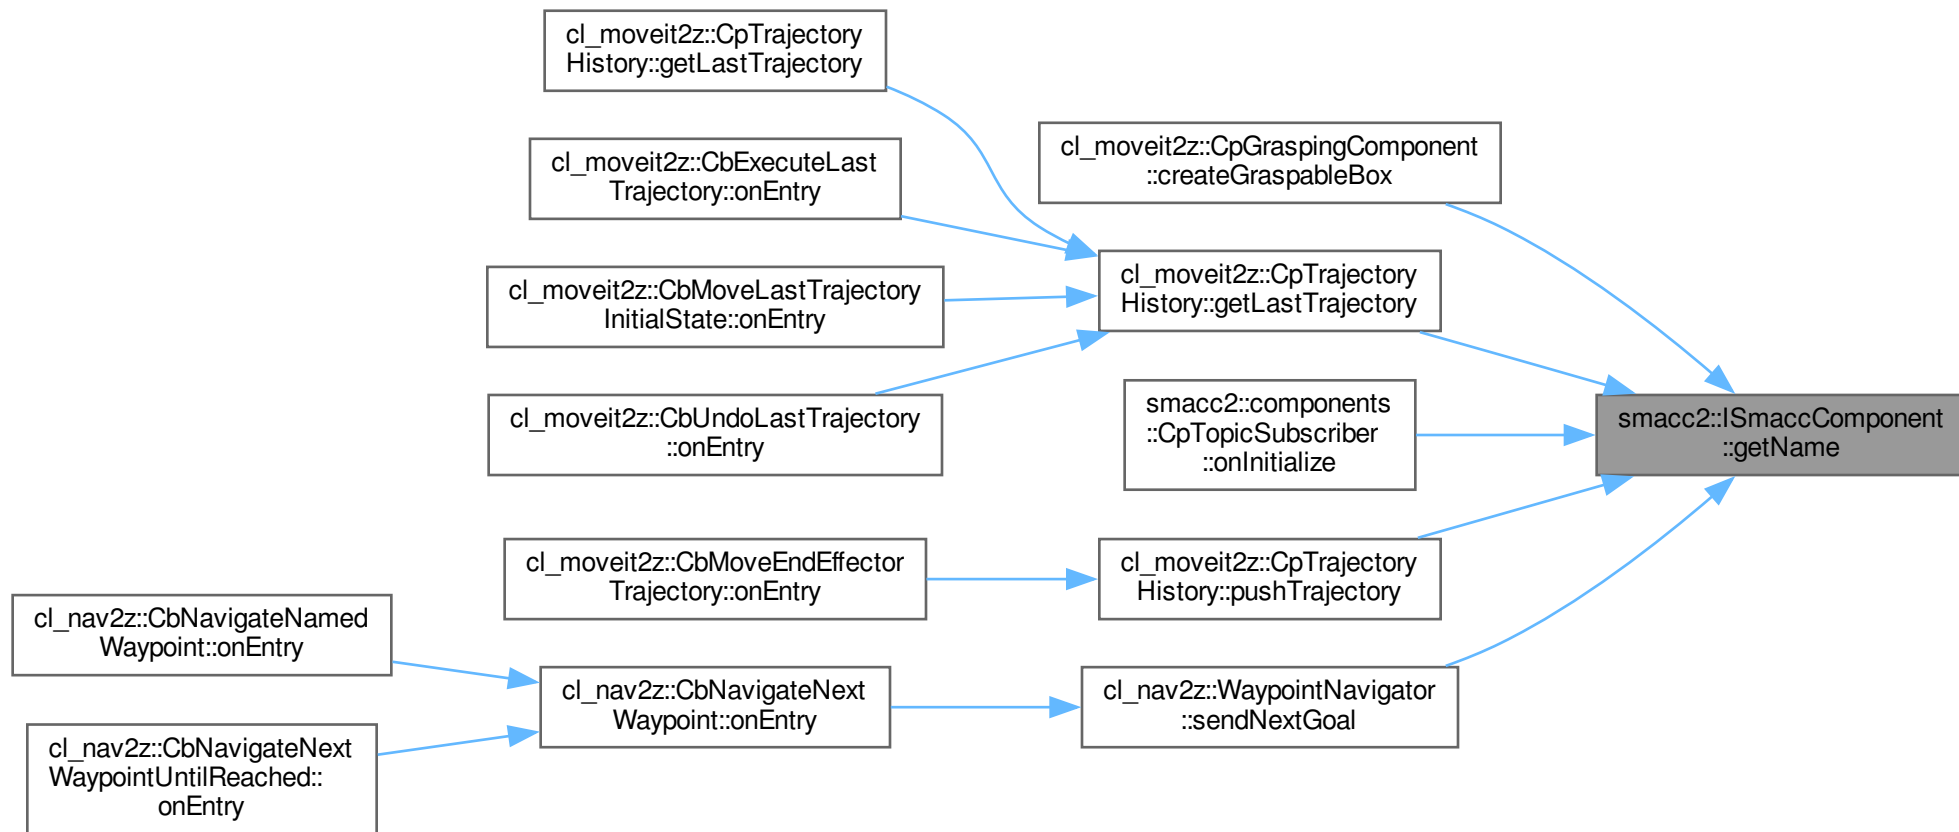 cl_moveit2z::CpTrajectory
History::getLastTrajectory
cl_moveit2z::CbExecuteLast
Trajectory::onEntry
cl_moveit2z::CbMoveLastTrajectory
InitialState::onEntry
cl_moveit2z::CbUndoLastTrajectory
::onEntry
cl_moveit2z::CbMoveEndEffector
Trajectory::onEntry
cl_nav2z::CbNavigateNamed
Waypoint::onEntry
cl_nav2z::CbNavigateNext
WaypointUntilReached::
onEntry
cl_nav2z::CbNavigateNext
Waypoint::onEntry
cl_moveit2z::CpGraspingComponent
::createGraspableBox
cl_moveit2z::CpTrajectory
History::getLastTrajectory
smacc2::components
::CpTopicSubscriber
::onInitialize
cl_moveit2z::CpTrajectory
History::pushTrajectory
cl_nav2z::WaypointNavigator
::sendNextGoal
smacc2::ISmaccComponent
::getName